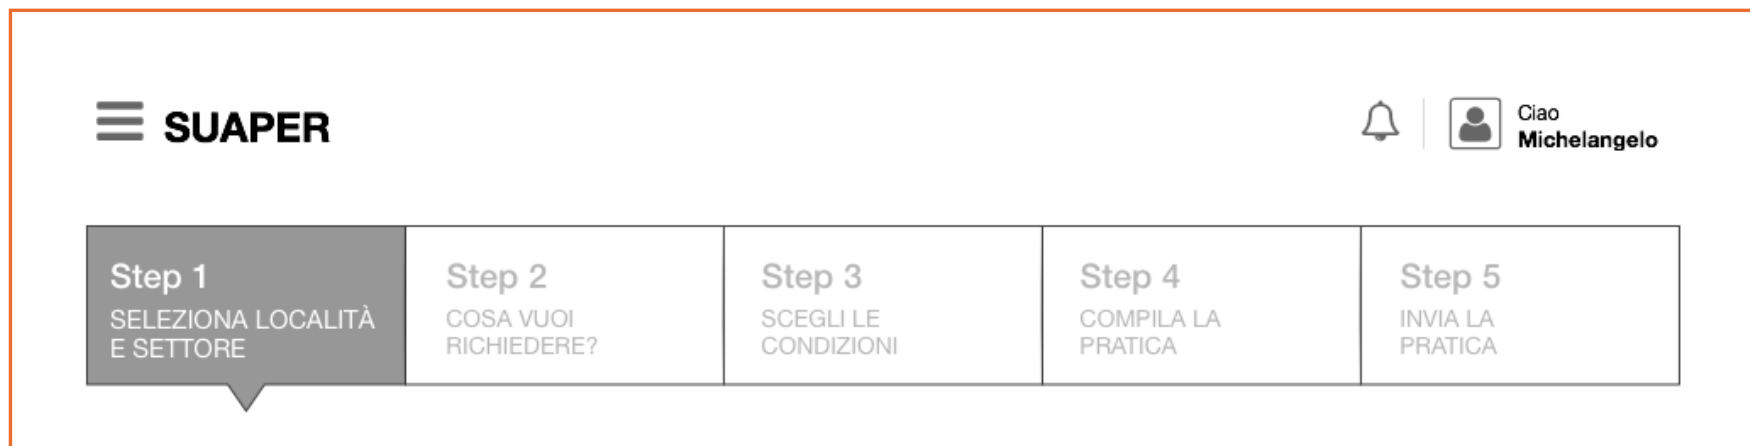 SUAPER
Ciao
Michelangelo
Step 1
SELEZIONA LOCALITÀ
E SETTORE
Step 2
COSA VUOI
RICHIEDERE?
Step 3
SCEGLI LE
CONDIZIONI
Step 4
COMPILA LA
PRATICA
Step 5
INVIA LA
PRATICA